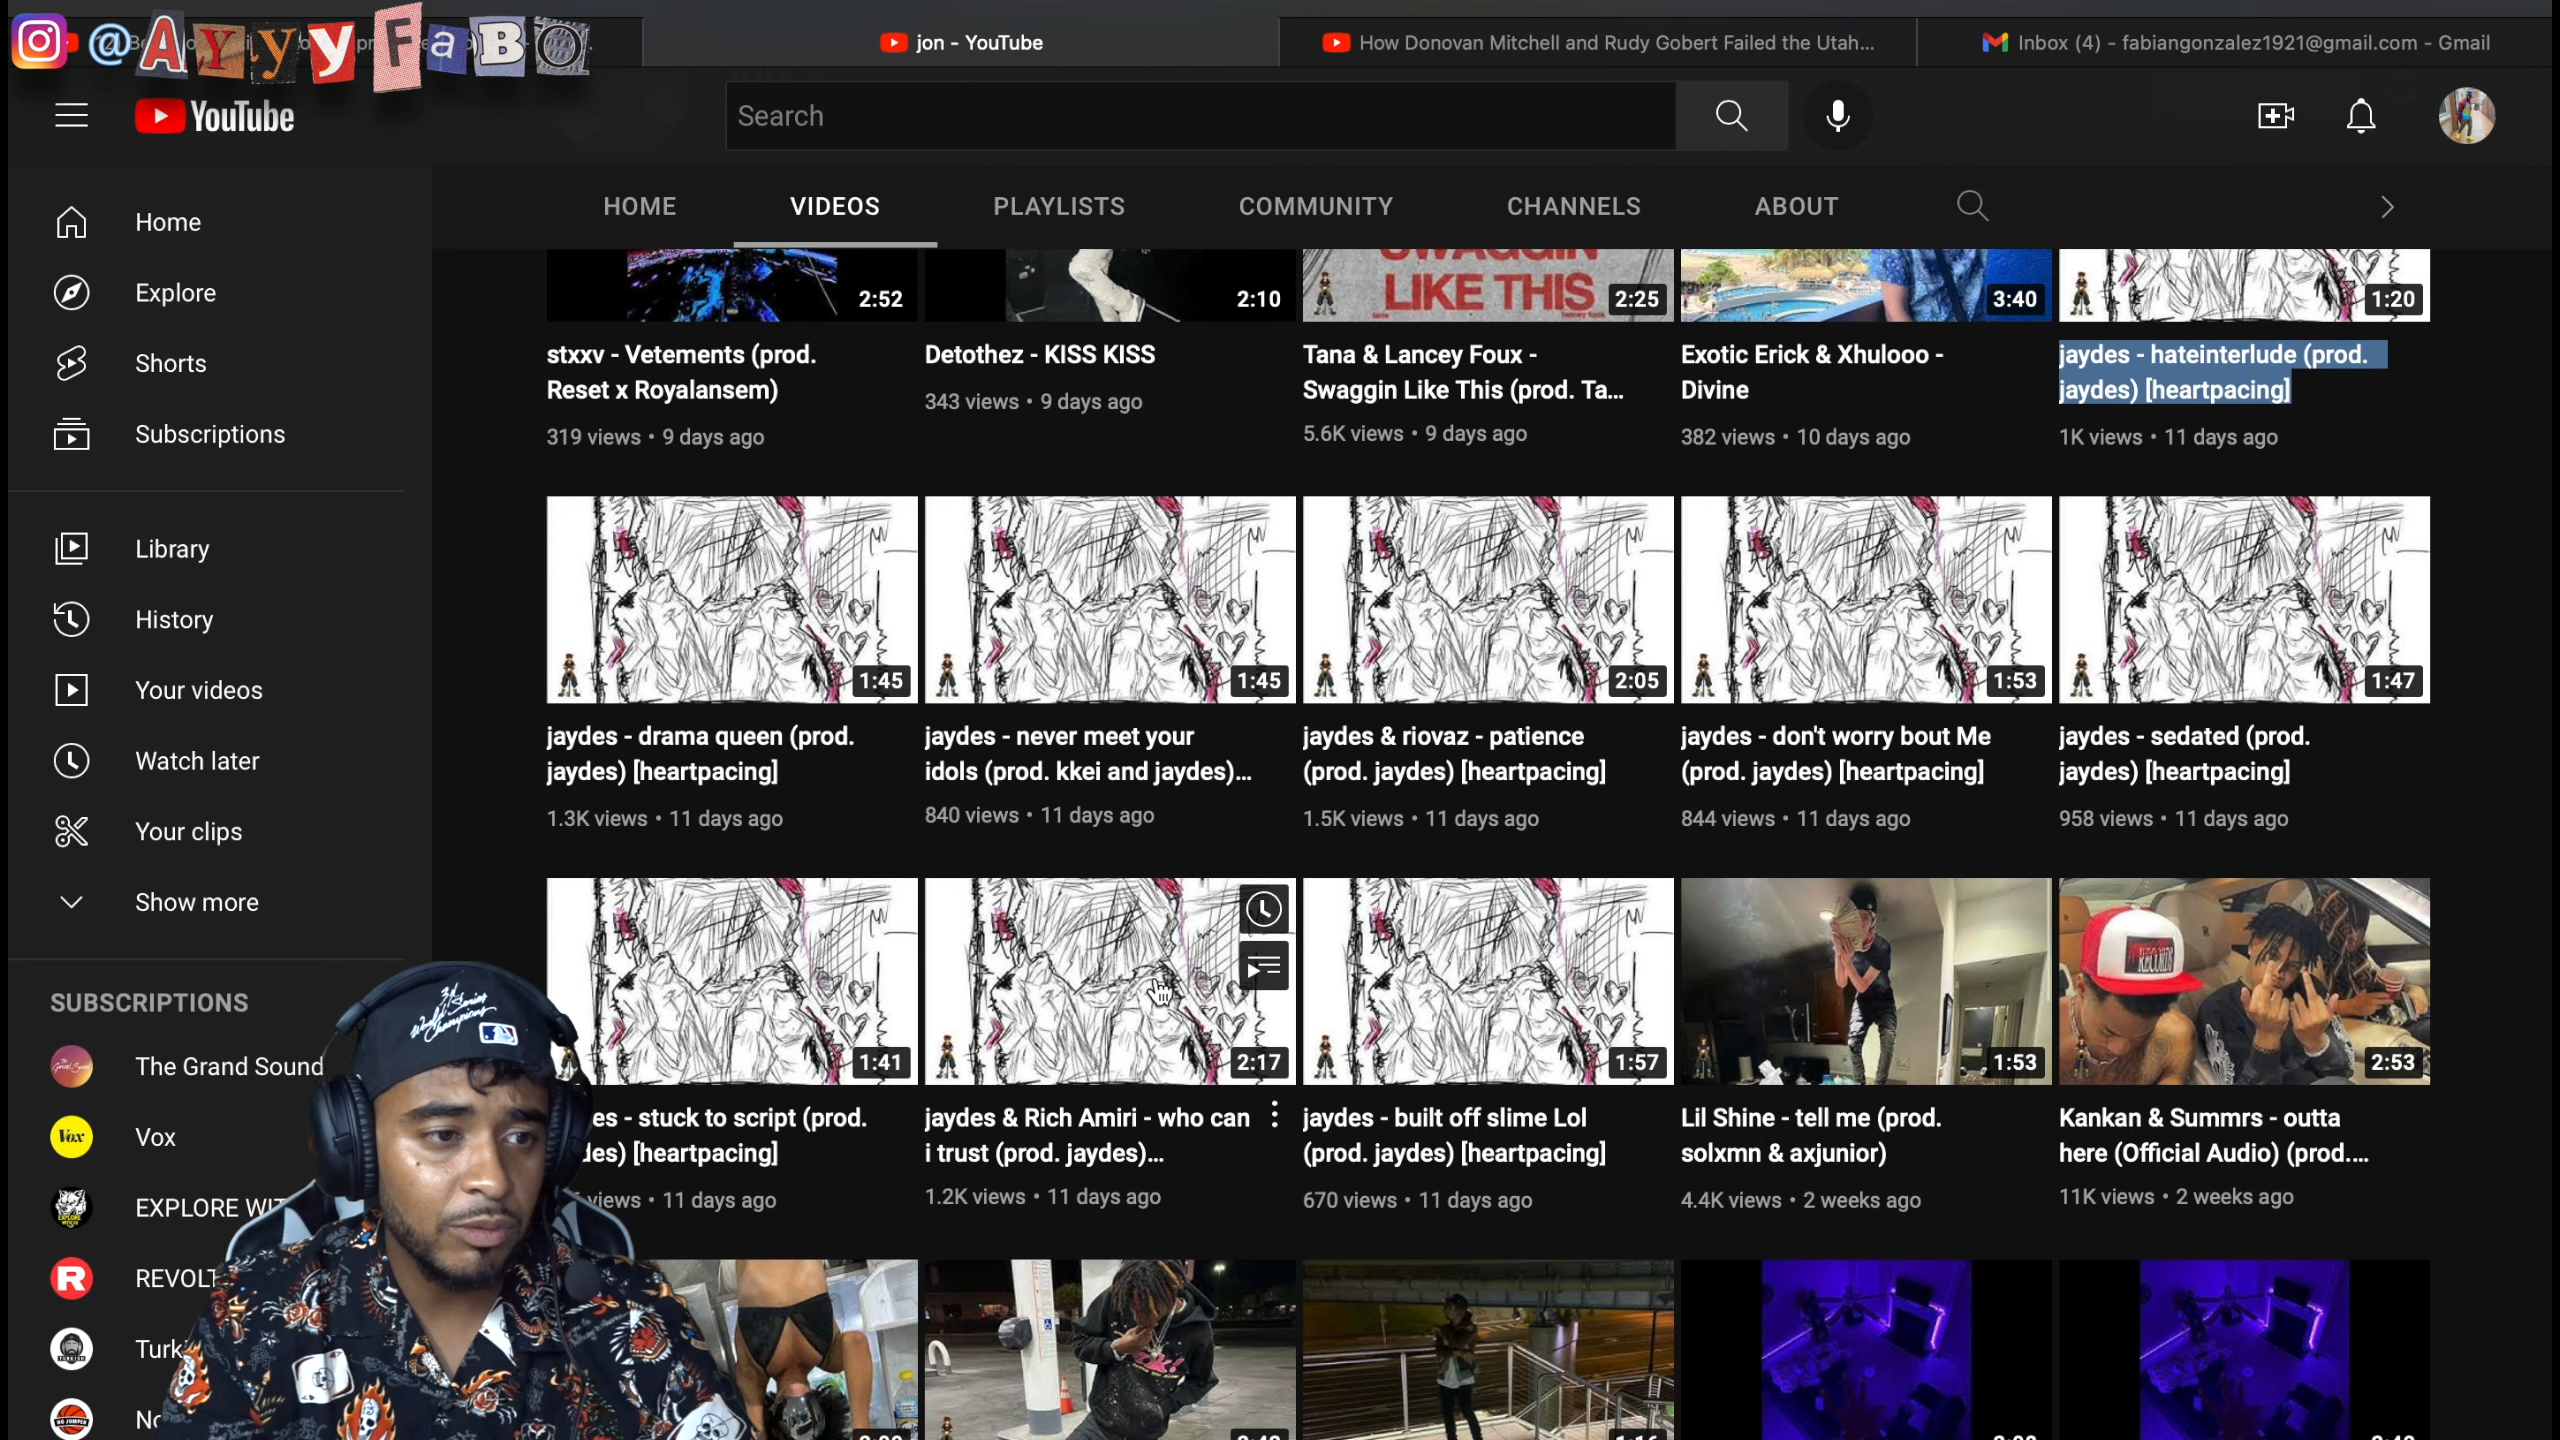 @AYyyFaBO
jon - YouTube
How Donovan Mitchell and Rudy Gobert Failed the Utah...
Inbox (4) - fabiangonzalez1921@gmail.com - Gmail
YouTube
Search
HOME
VIDEOS
PLAYLISTS
COMMUNITY
CHANNELS
ABOUT
Home
Explore
Shorts
Subscriptions
Library
History
Your videos
Watch later
Your clips
Show more
SUBSCRIPTIONS
The Grand Sound
Vox
Vox
EXPLORE WIT
REVOLT
R
Turk
NO JUMPER
No
2:52
2:10
SWAGGIN
LIKE THIS
2:25
3:40
1:20
stxxv - Vetements (prod.
Reset x Royalansem)
319 views • 9 days ago
Detothez - KISS KISS
343 views • 9 days ago
Tana & Lancey Foux -
Swaggin Like This (prod. Ta...
5.6K views • 9 days ago
Exotic Erick & Xhulooo -
Divine
382 views • 10 days ago
jaydes - hateinterlude (prod.
jaydes) [heartpacing]
1K views • 11 days ago
1:45
1:45
2:05
1:53
1:47
jaydes - drama queen (prod.
jaydes) [heartpacing]
1.3K views • 11 days ago
jaydes - never meet your
idols (prod. kkei and jaydes)...
840 views • 11 days ago
jaydes & riovaz - patience
(prod. jaydes) [heartpacing]
1.5K views • 11 days ago
jaydes - don't worry bout Me
(prod. jaydes) [heartpacing]
844 views • 11 days ago
jaydes - sedated (prod.
jaydes) [heartpacing]
958 views • 11 days ago
1:41
2:17
1:57
1:53
RECORDS
2:53
des - stuck to script (prod.
des) [heartpacing]
views • 11 days ago
jaydes & Rich Amiri - who can
i trust (prod. jaydes)...
1.2K views • 11 days ago
jaydes - built off slime Lol
(prod. jaydes) [heartpacing]
670 views • 11 days ago
Lil Shine - tell me (prod.
solxmn & axjunior)
4.4K views • 2 weeks ago
Kankan & Summrs - outta
here (Official Audio) (prod....
11K views • 2 weeks ago
World Series
Champions